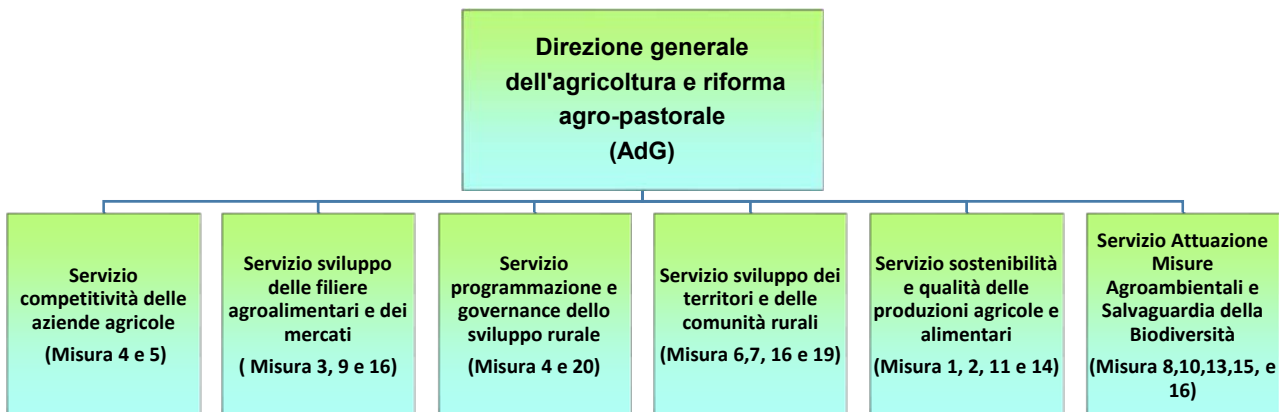 Direzione generale
dell'agricoltura e riforma
agro-pastorale
(AdG)
Servizio
competitività delle
aziende agricole
(Misura 4 e 5)
Servizio sviluppo
delle filiere
agroalimentari e dei
mercati
( Misura 3, 9 e 16)
Servizio
programmazione e
governance dello
sviluppo rurale
(Misura 4 e 20)
Servizio sviluppo dei
territori e delle
comunità rurali
(Misura 6,7, 16 e 19)
Servizio sostenibilità
e qualità delle
produzioni agricole e
alimentari
(Misura 1, 2, 11 e 14)
Servizio Attuazione
Misure
Agroambientali e
Salvaguardia della
Biodiversità
(Misura 8,10,13,15, e
16)